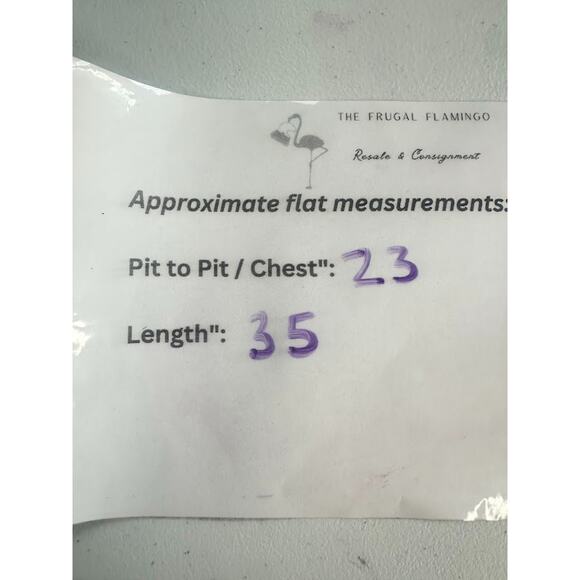 THE FRUGAL FLAMINGO
Resale & Consignment
Approximate flat measurements:
Pit to Pit / Chest": 23
Length": 35